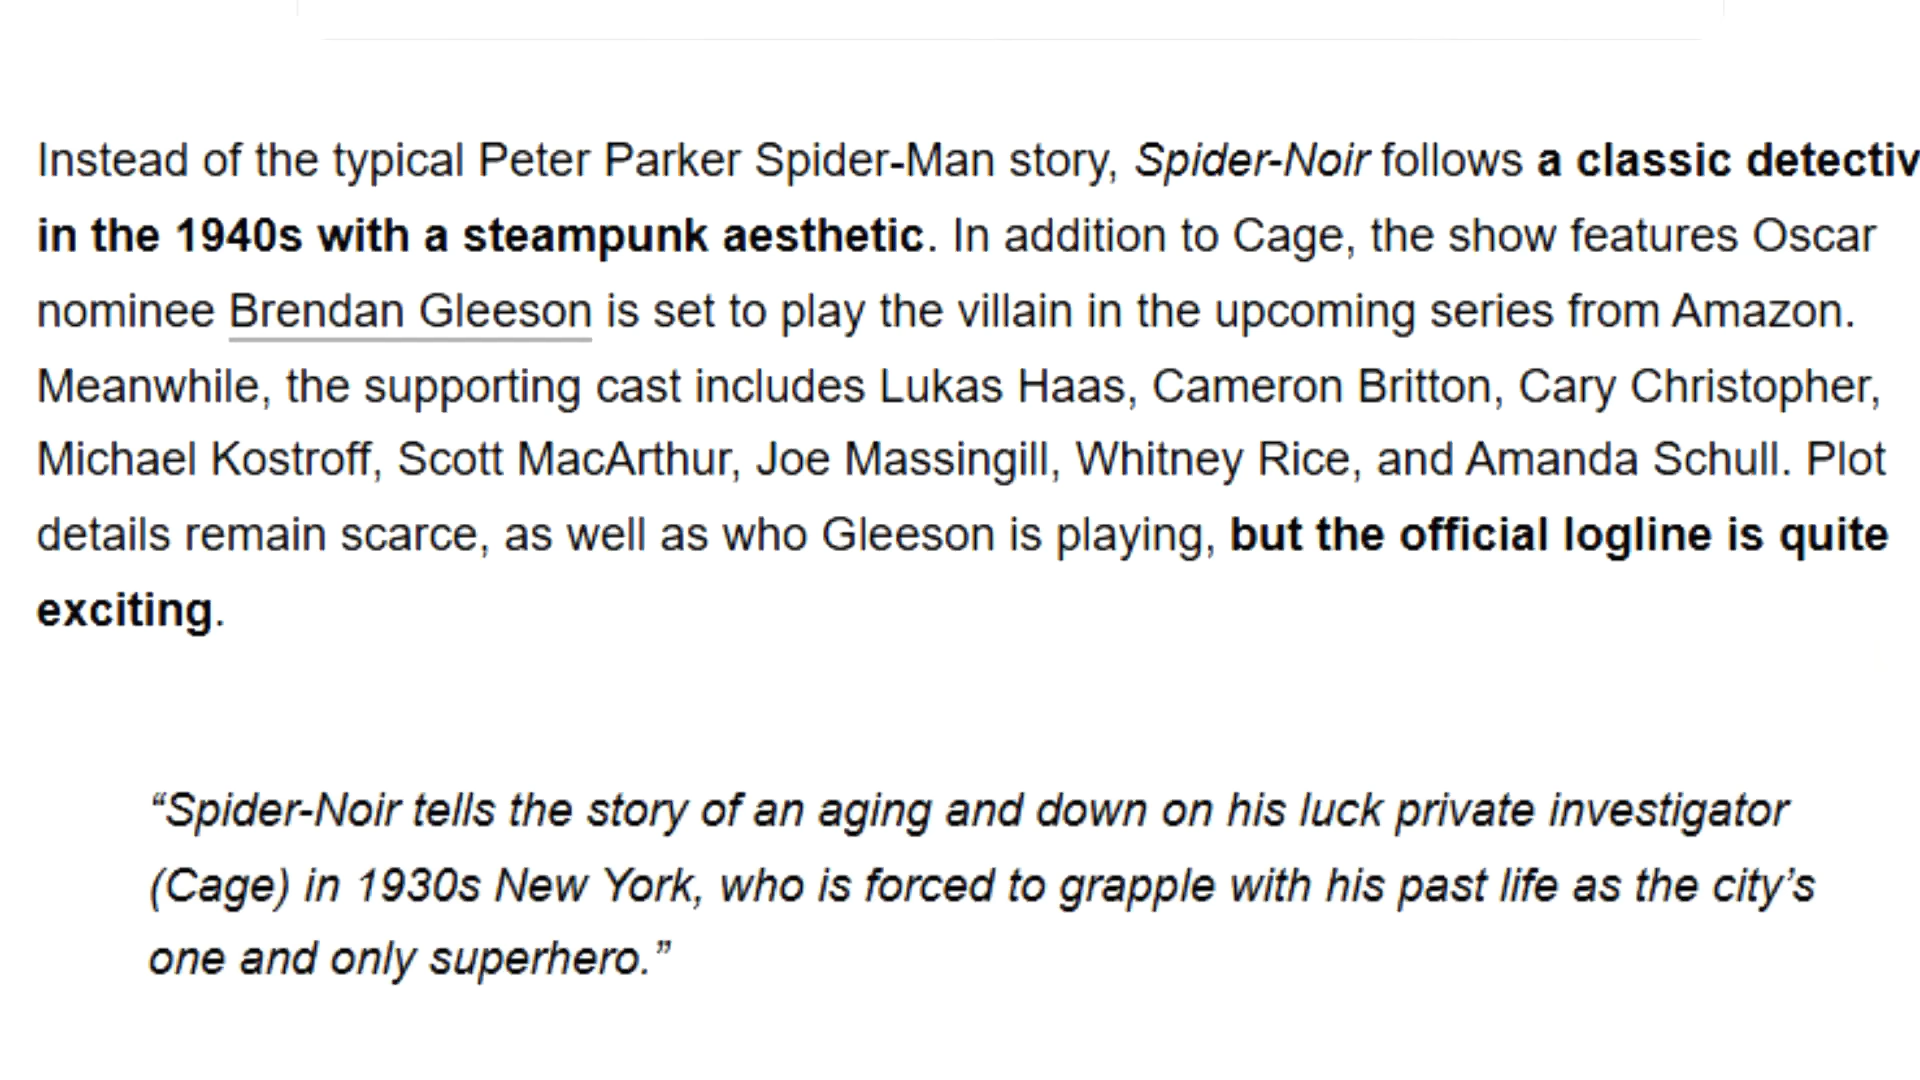 Instead of the typical Peter Parker Spider-Man story, Spider-Noir follows a classic detectiv
in the 1940s with a steampunk aesthetic. In addition to Cage, the show features Oscar
nominee Brendan Gleeson is set to play the villain in the upcoming series from Amazon.
Meanwhile, the supporting cast includes Lukas Haas, Cameron Britton, Cary Christopher,
Michael Kostroff, Scott MacArthur, Joe Massingill, Whitney Rice, and Amanda Schull. Plot
details remain scarce, as well as who Gleeson is playing, but the official logline is quite
exciting.
“Spider-Noir tells the story of an aging and down on his luck private investigator
(Cage) in 1930s New York, who is forced to grapple with his past life as the city’s
one and only superhero.”